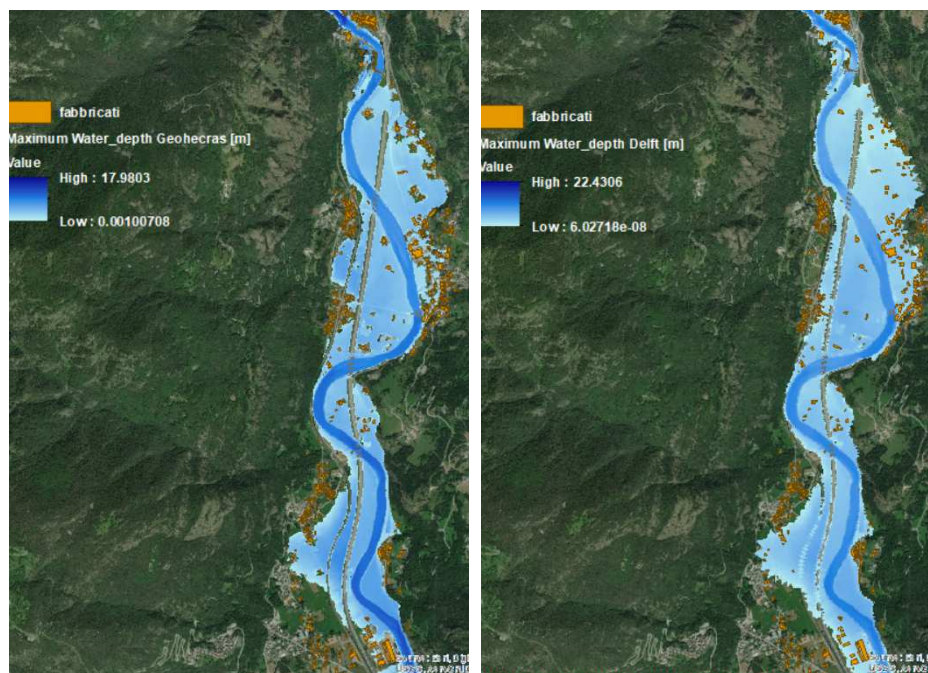 fabbricati
Maximum Water_depth Geohecras [m]
Value
High : 17.9803
Low : 0.00100708
fabbricati
Maximum Water_depth Delft [m]
Value
High : 22.4306
Low : 6.02718e-08